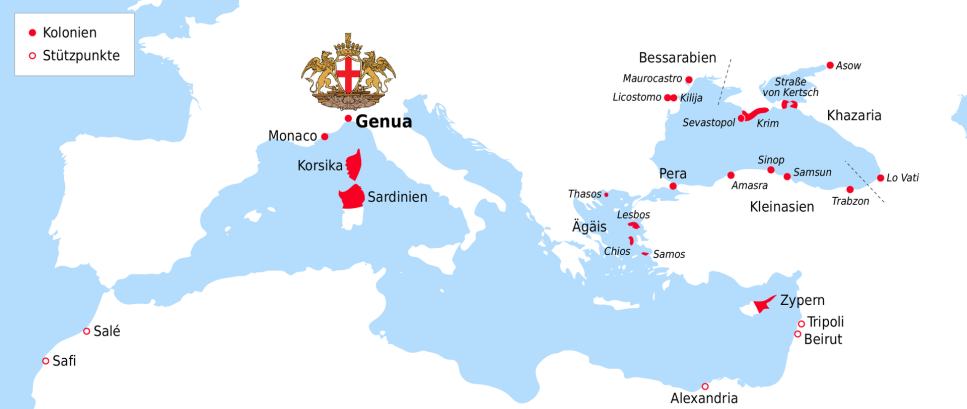 Kolonien
Stützpunkte
Bessarabien
Maurocastro
Licostomo
Kilija
Asow
Straße
von Kertsch
Khazaria
Sevastopol
Krim
Genua
Monaco
Korsika
Sardinien
Pera
Sinop
Samsun
Amasra
Lo Vati
Trabzon
Kleinasien
Thasos
Lesbos
Ägäis
Chios
Samos
Zypern
Tripoli
Beirut
Salé
Safi
Alexandria